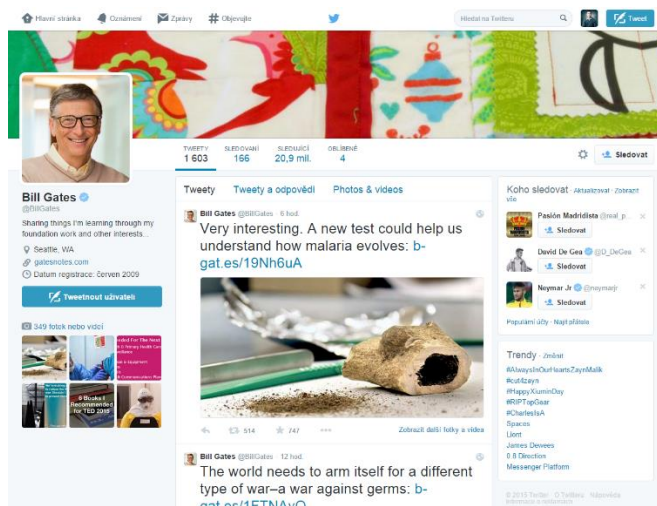 Hlavní stránka Oznámení Zprávy Objevujte
Hledat na Twitteru
Tweet
TWEETY SLEDOVANÍ SLEDUJÍCÍ OBLÍBENÉ
1 603 166 20,9 mil. 4
Sledovat
Bill Gates
@BillGates
Sharing things I'm learning through my
foundation work and other interests...
Seattle, WA
gatesnotes.com
Datum registrace: červen 2009
Tweetnout uživateli
349 fotek nebo videí
8 Books I
Recommended
for TED 2015
Tweety Tweety a odpovědi Photos & videos
Bill Gates @BillGates · 6 hod.
Very interesting. A new test could help us
understand how malaria evolves: b-
gat.es/19Nh6uA
514 747
Zobrazit další fotky a videa
Bill Gates @BillGates · 12 hod.
The world needs to arm itself for a different
type of war–a war against germs: b-
Koho sledovat · Aktualizovat · Zobrazit
vše
Pasión Madridista @real_p...
Sledovat
David De Gea @D_DeGea
Sledovat
Neymar Jr @neymarjr
Sledovat
Populární účty · Najít přátele
Trendy · Změnit
#AlwaysInOurHeartsZaynMalik
#cut4zayn
#HappyXiuminDay
#RIPTopGear
#CharlesIsA
Spaces
Liont
James Dewees
0.8 Direction
Messenger Platform
© 2015 Twitter O Twitteru Nápověda